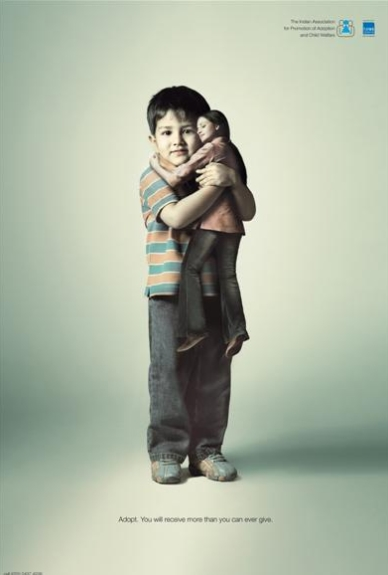 The Indian Association
for Promotion of Adoption
and Child Welfare
Adopt. You will receive more than you can ever give.